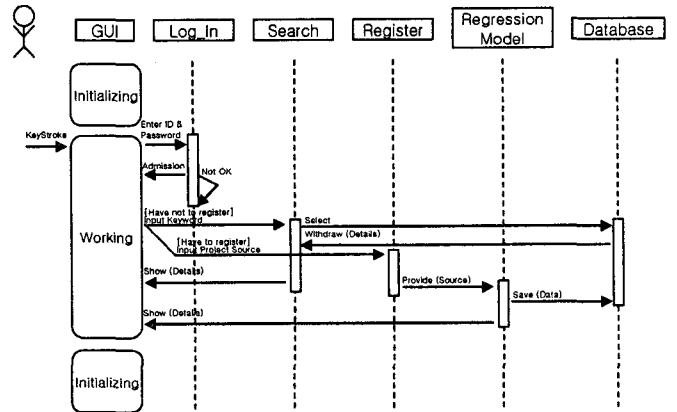 GUI
Log_In
Search
Register
Regression
Model
Database
Initializing
KeyStroke
Enter ID &
Password
Admission
Not OK
[Have not to register]
Input Keyword
Select
Withdraw (Details)
Working
[Have to register]
Input Project Source
Show (Details)
Provide (Source)
Save (Data)
Show (Details)
Initializing